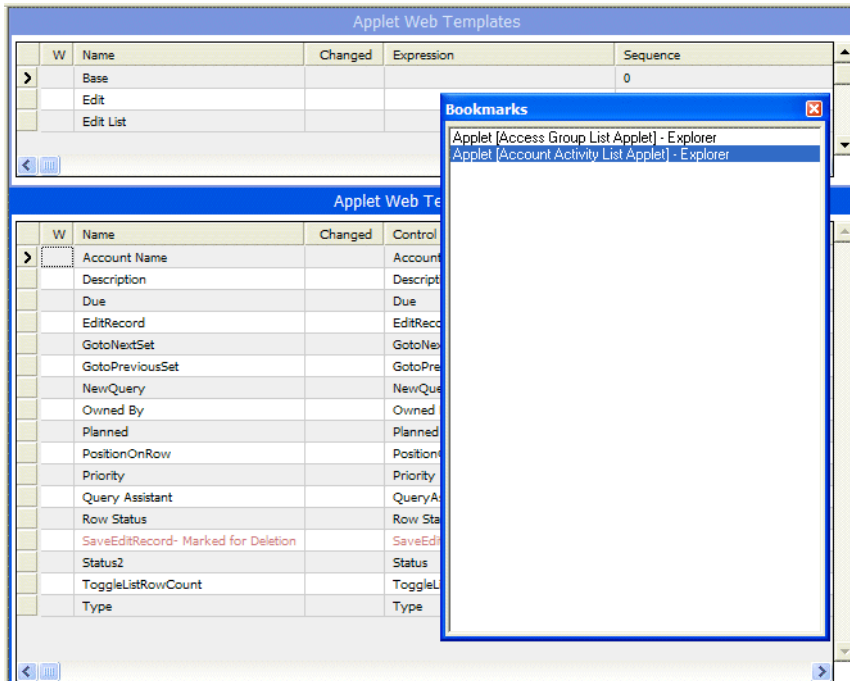 Applet Web Templates
W Name Changed Expression Sequence
Base 0
Edit
Edit List
Bookmarks
Applet [Access Group List Applet] - Explorer
Applet [Account Activity List Applet] - Explorer
Applet Web Te
W Name Changed Control
Account Name Account
Description Descript
Due Due
EditRecord EditReco
GotoNextSet GotoNex
GotoPreviousSet GotoPre
NewQuery NewQue
Owned By Owned
Planned Planned
PositionOnRow Position
Priority Priority
Query Assistant QueryA
Row Status Row Sta
SaveEditRecord- Marked for Deletion SaveEdi
Status2 Status
ToggleListRowCount ToggleLi
Type Type